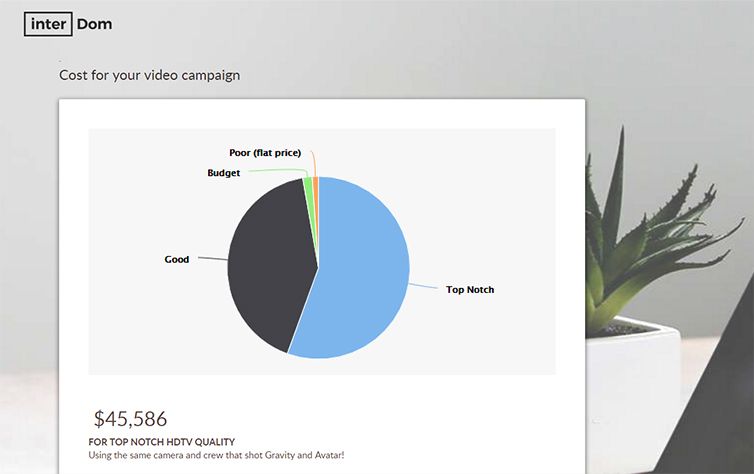 inter Dom
Cost for your video campaign
Poor (flat price)
Budget
Good
Top Notch
$45,586
FOR TOP NOTCH HDTV QUALITY
Using the same camera and crew that shot Gravity and Avatar!